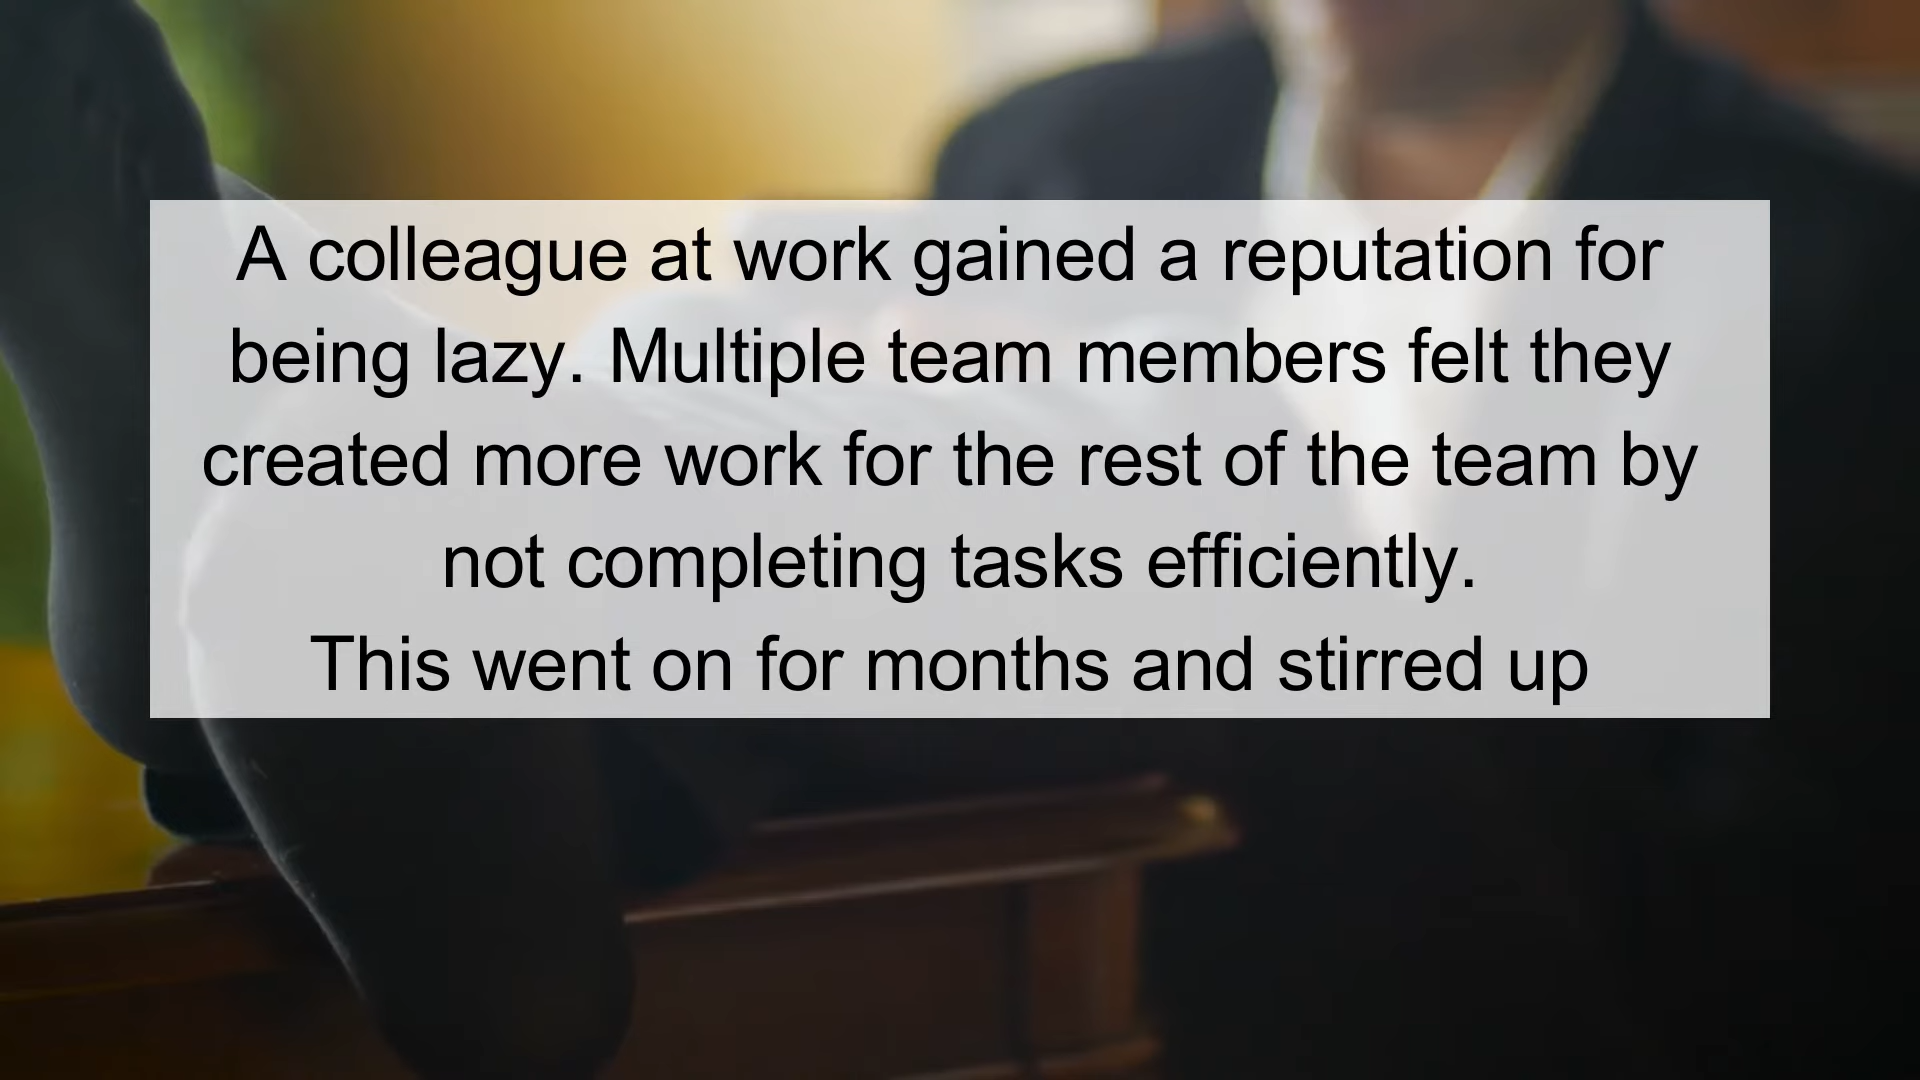 A colleague at work gained a reputation for
being lazy. Multiple team members felt they
created more work for the rest of the team by
not completing tasks efficiently.
This went on for months and stirred up